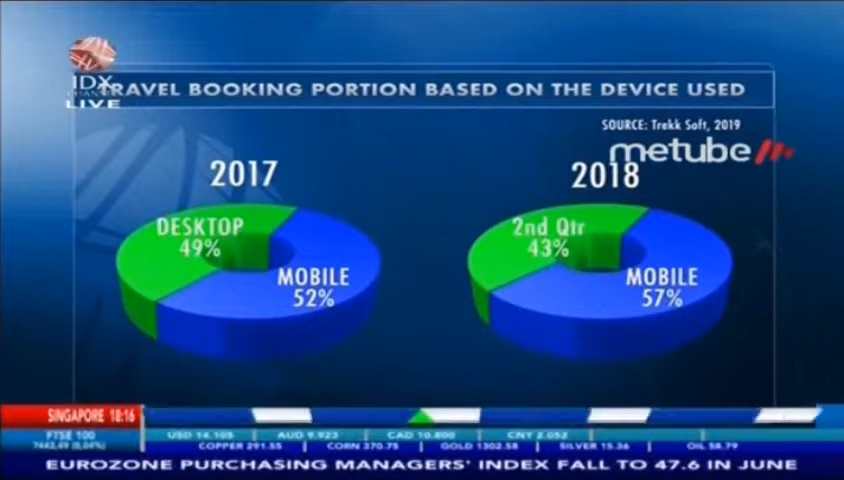 IDX
CHANNEL
LIVE
TRAVEL BOOKING PORTION BASED ON THE DEVICE USED
SOURCE: Trekk Soft, 2019
metube
2017
2018
DESKTOP
49%
MOBILE
52%
2nd Qtr
43%
MOBILE
57%
SINGAPORE 18:16
FTSE 100
USD 14.105 AUD 9.923 CAD 10.800 CNY 2.052
COPPER 291.55 CORN 370.75 GOLD 1302.58 SILVER 15.36 OIL 58.79
EUROZONE PURCHASING MANAGERS' INDEX FALL TO 47.6 IN JUNE